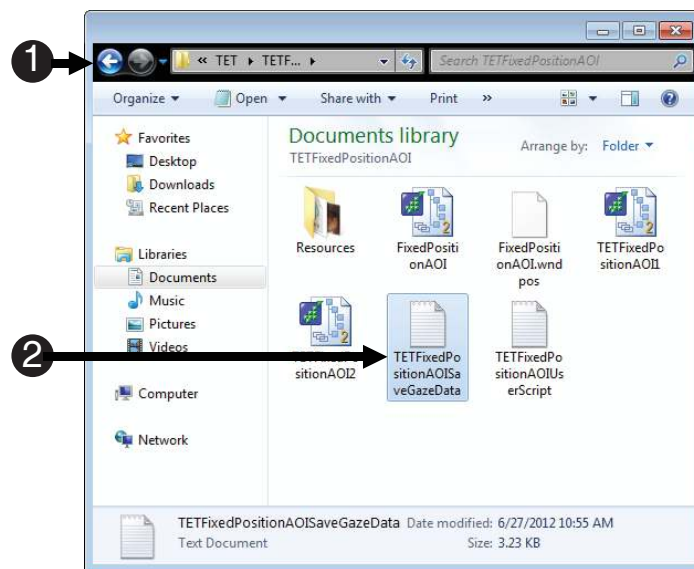 1
« TET ▸ TETF... ▸
Search TETFixedPositionAOI
Organize ▾ Open ▾ Share with ▾ Print »
Favorites
Desktop
Downloads
Recent Places
Libraries
Documents
Music
Pictures
Videos
Computer
Network
Documents library
TETFixedPositionAOI
Arrange by: Folder ▾
Resources
FixedPositi
onAOI
FixedPositi
onAOI.wnd
pos
TETFixedPo
sitionAOI1
2
sitionAOI2
TETFixedPo
sitionAOISa
veGazeData
TETFixedPo
sitionAOIUs
erScript
TETFixedPositionAOISaveGazeData Date modified: 6/27/2012 10:55 AM
Text Document Size: 3.23 KB